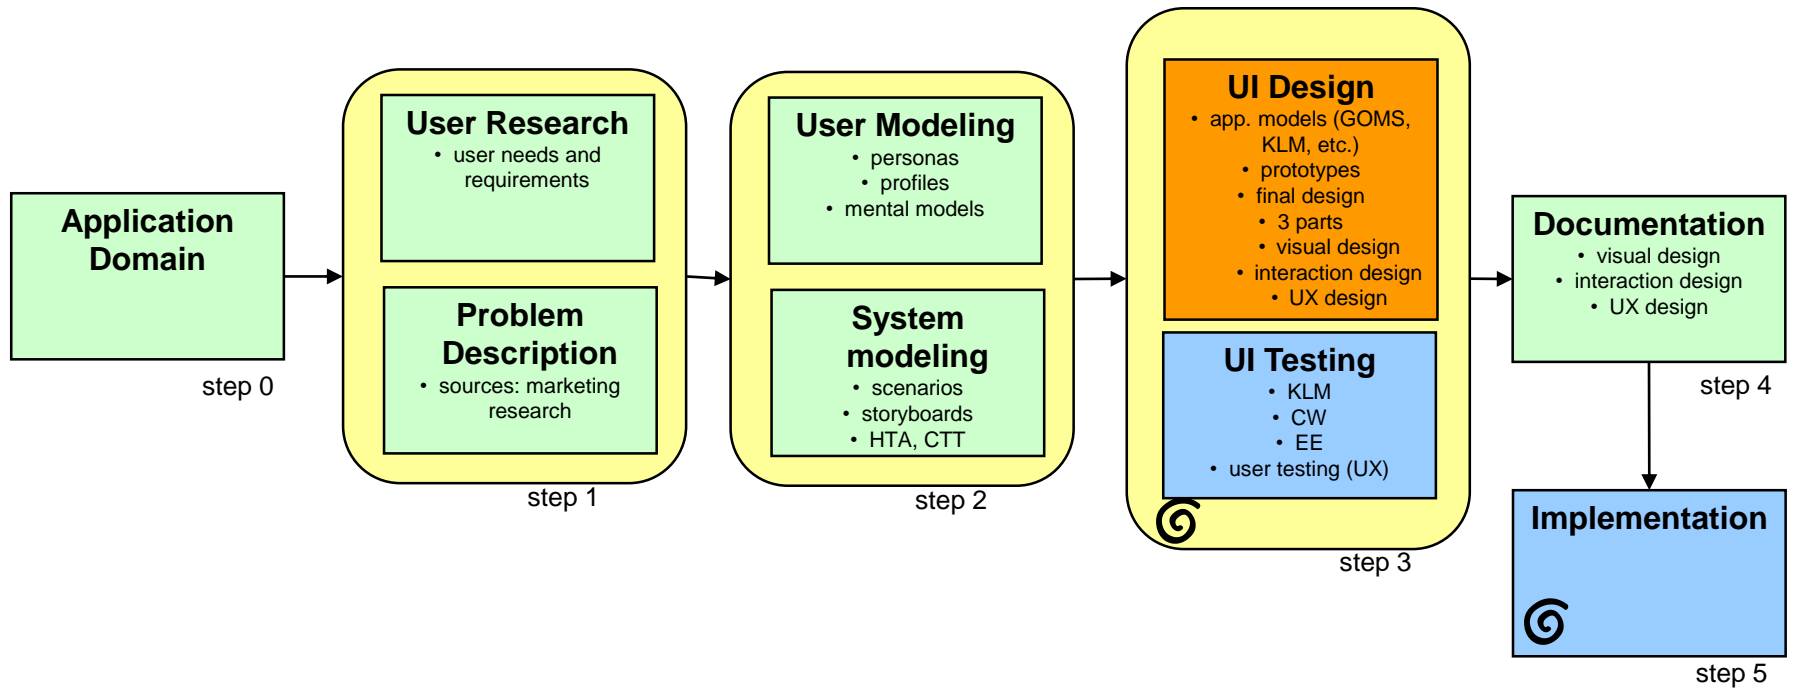 Application
Domain
step 0
User Research
• user needs and
requirements
Problem
Description
• sources: marketing
research
step 1
User Modeling
• personas
• profiles
• mental models
System
modeling
• scenarios
• storyboards
• HTA, CTT
step 2
UI Design
• app. models (GOMS,
KLM, etc.)
• prototypes
• final design
• 3 parts
• visual design
• interaction design
• UX design
UI Testing
• KLM
• CW
• EE
• user testing (UX)
step 3
Documentation
• visual design
• interaction design
• UX design
step 4
Implementation
step 5